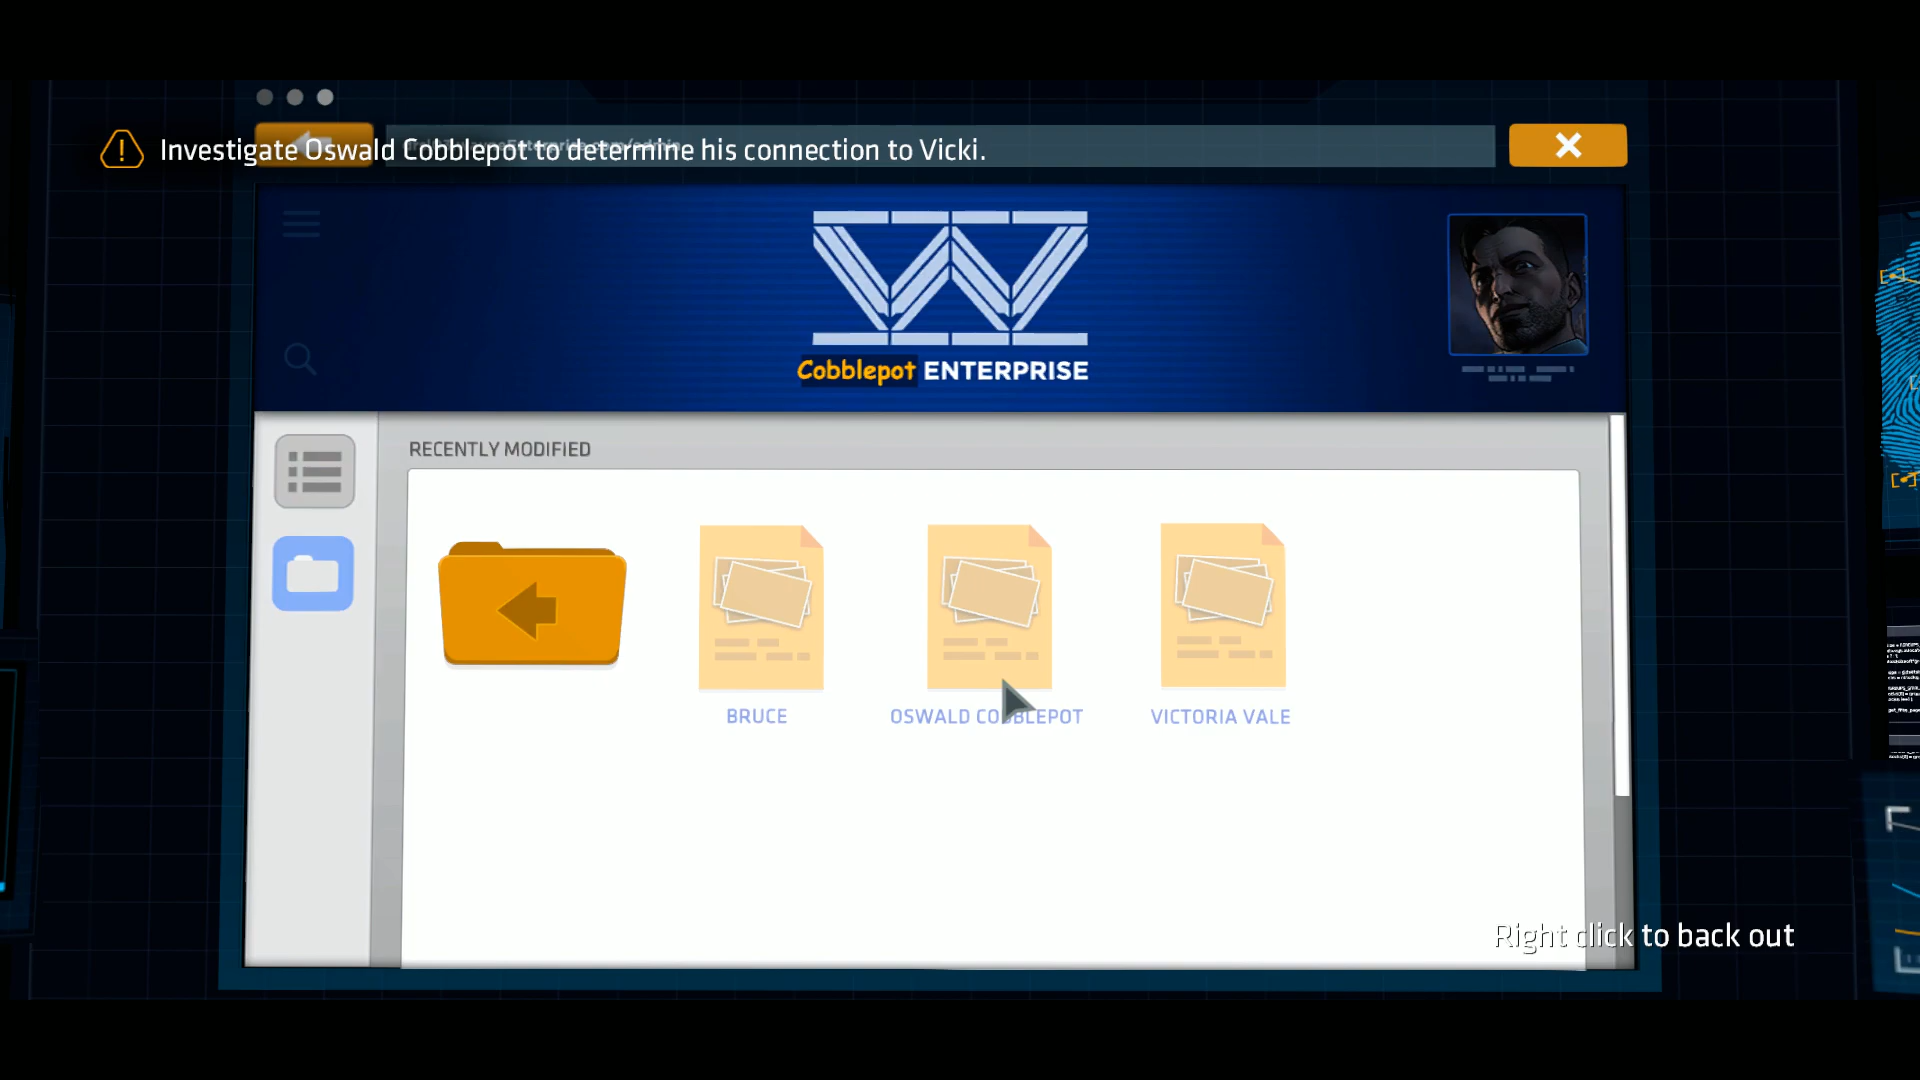 Investigate Oswald Cobblepot to determine his connection to Vicki.
Cobblepot ENTERPRISE
RECENTLY MODIFIED
BRUCE
OSWALD COBBLEPOT
VICTORIA VALE
Right click to back out